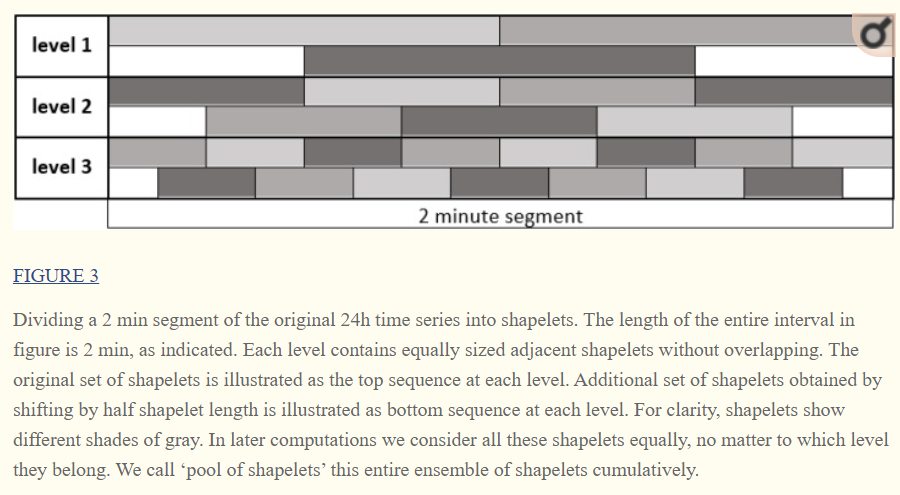 level 1
level 2
level 3
2 minute segment
FIGURE 3
Dividing a 2 min segment of the original 24h time series into shapelets. The length of the entire interval in
figure is 2 min, as indicated. Each level contains equally sized adjacent shapelets without overlapping. The
original set of shapelets is illustrated as the top sequence at each level. Additional set of shapelets obtained by
shifting by half shapelet length is illustrated as bottom sequence at each level. For clarity, shapelets show
different shades of gray. In later computations we consider all these shapelets equally, no matter to which level
they belong. We call ‘pool of shapelets’ this entire ensemble of shapelets cumulatively.